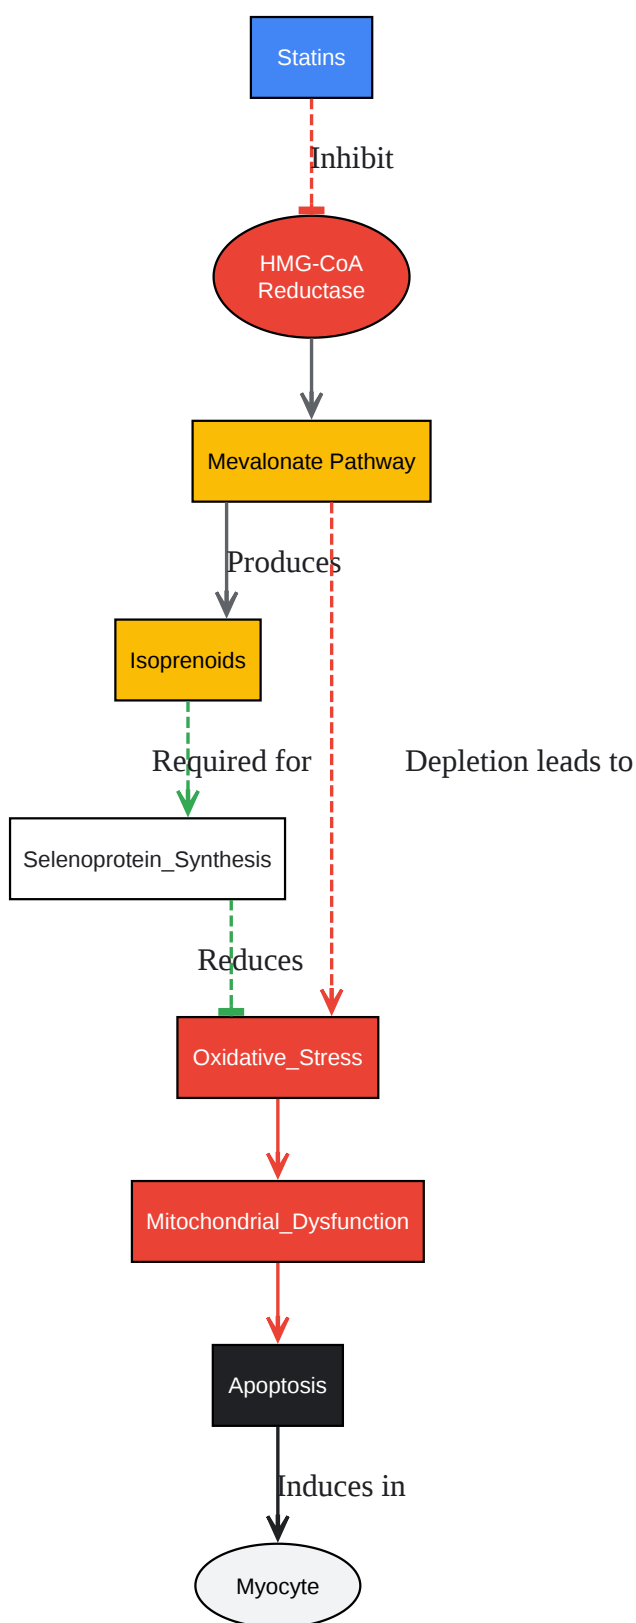 Statins
Inhibit
HMG-CoA
Reductase
Mevalonate Pathway
Produces
Isoprenoids
Required for
Depletion leads to
Selenoprotein_Synthesis
Reduces
Oxidative_Stress
Mitochondrial_Dysfunction
Apoptosis
Induces in
Myocyte